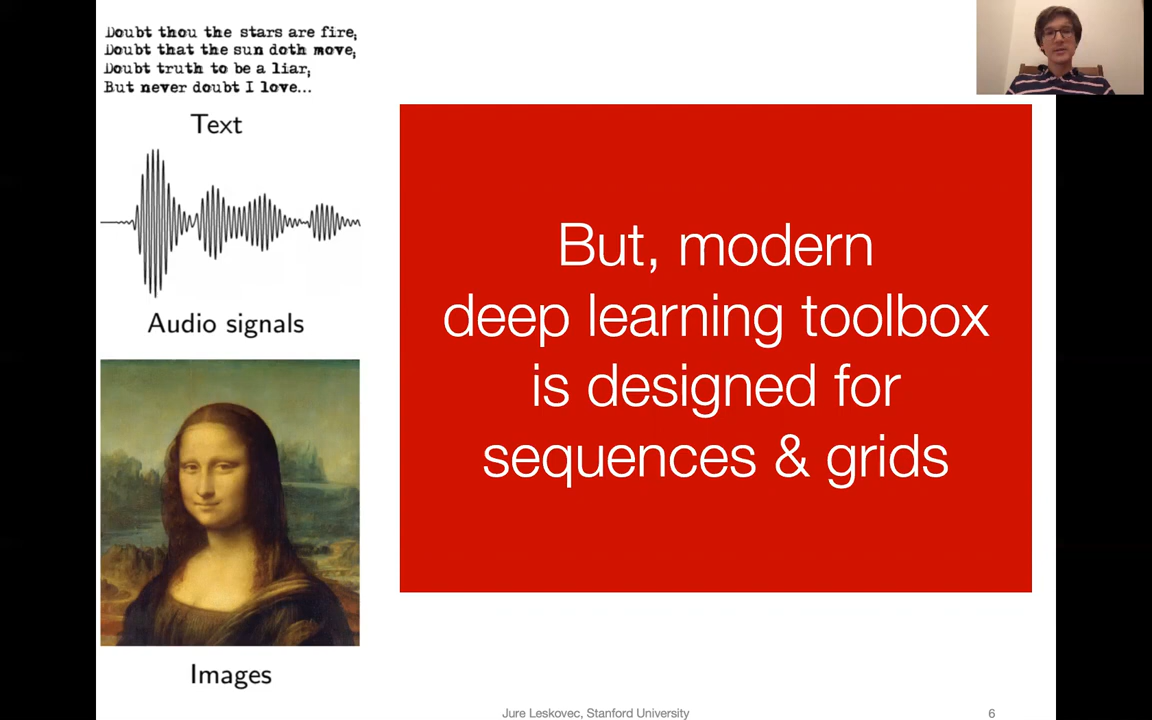 Doubt thou the stars are fire;
Doubt that the sun doth move;
Doubt truth to be a liar;
But never doubt I love...
Text
Audio signals
Images
But, modern
deep learning toolbox
is designed for
sequences & grids
Jure Leskovec, Stanford University
6